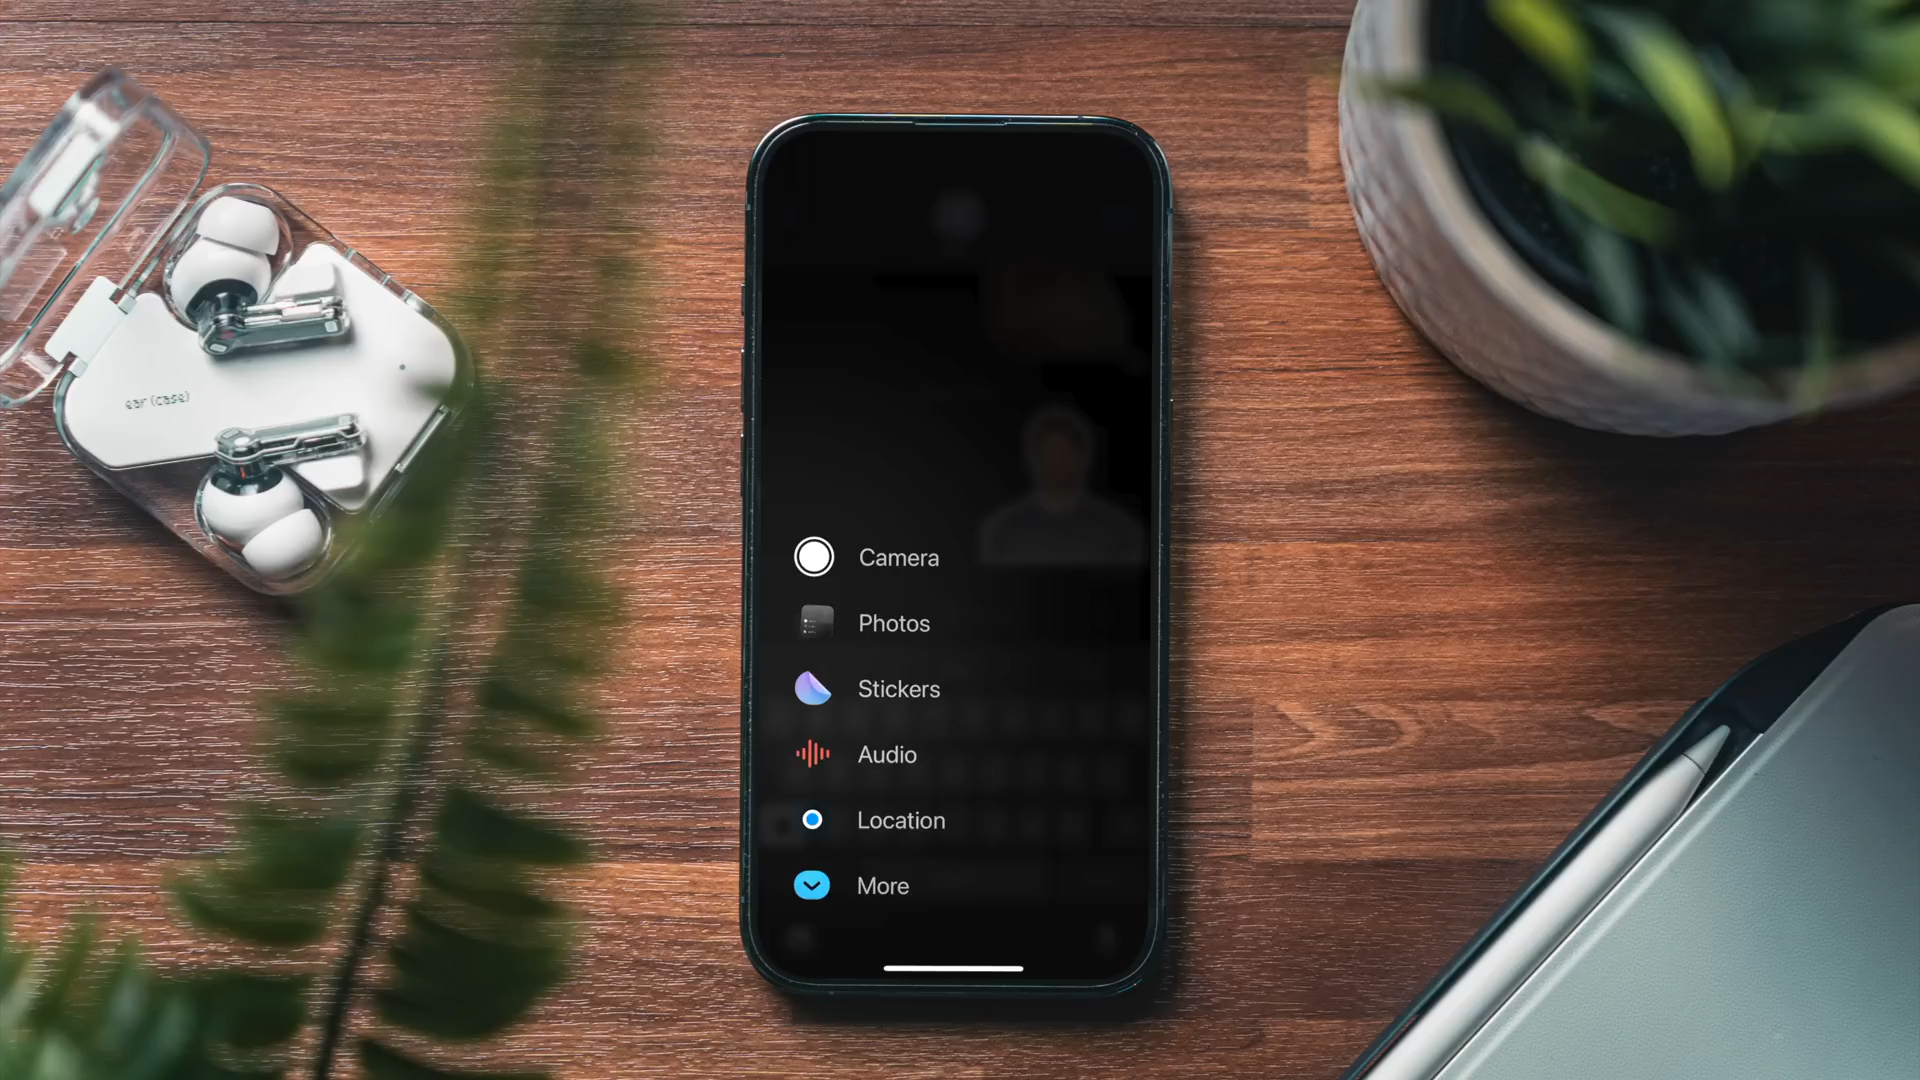 ear (case)
Camera
Photos
Stickers
Audio
Location
More